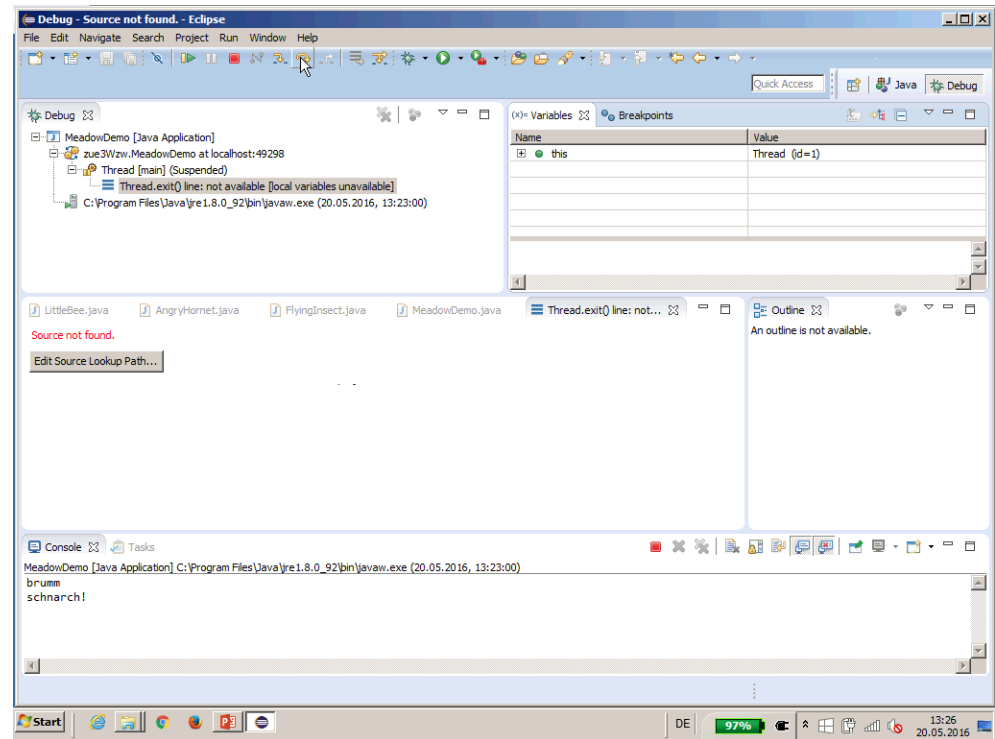 Debug - Source not found. - Eclipse
File Edit Navigate Search Project Run Window Help
Quick Access
Java
Debug
Debug
MeadowDemo [Java Application]
zue3Wzw.MeadowDemo at localhost:49298
Thread [main] (Suspended)
Thread.exit() line: not available [local variables unavailable]
C:\Program Files\Java\jre1.8.0_92\bin\javaw.exe (20.05.2016, 13:23:00)
(x)= Variables
Breakpoints
Name Value
this Thread (id=1)
LittleBee.java AngryHornet.java FlyingInsect.java MeadowDemo.java Thread.exit() line: not...
Source not found.
Edit Source Lookup Path...
Outline
An outline is not available.
Console Tasks
MeadowDemo [Java Application] C:\Program Files\Java\jre1.8.0_92\bin\javaw.exe (20.05.2016, 13:23:00)
brumm
schnarch!
Start
DE
97%
13:26
20.05.2016